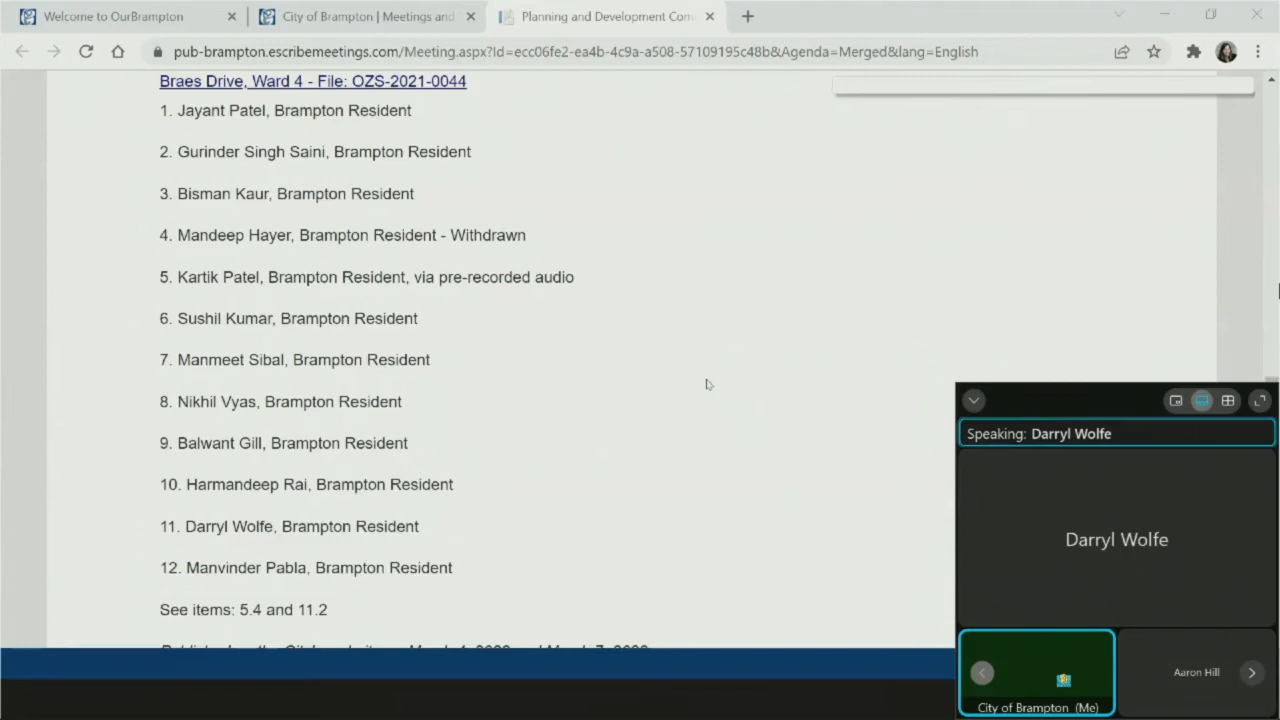 Welcome to OurBrampton
City of Brampton | Meetings and
Planning and Development Com
pub-brampton.escribemeetings.com/Meeting.aspx?Id=ecc06fe2-ea4b-4c9a-a508-57109195c48b&Agenda=Merged&lang=English
Braes Drive, Ward 4 - File: OZS-2021-0044
1. Jayant Patel, Brampton Resident
2. Gurinder Singh Saini, Brampton Resident
3. Bisman Kaur, Brampton Resident
4. Mandeep Hayer, Brampton Resident - Withdrawn
5. Kartik Patel, Brampton Resident, via pre-recorded audio
6. Sushil Kumar, Brampton Resident
7. Manmeet Sibal, Brampton Resident
8. Nikhil Vyas, Brampton Resident
9. Balwant Gill, Brampton Resident
10. Harmandeep Rai, Brampton Resident
11. Darryl Wolfe, Brampton Resident
12. Manvinder Pabla, Brampton Resident
See items: 5.4 and 11.2
Speaking: Darryl Wolfe
Darryl Wolfe
City of Brampton (Me)
Aaron Hill